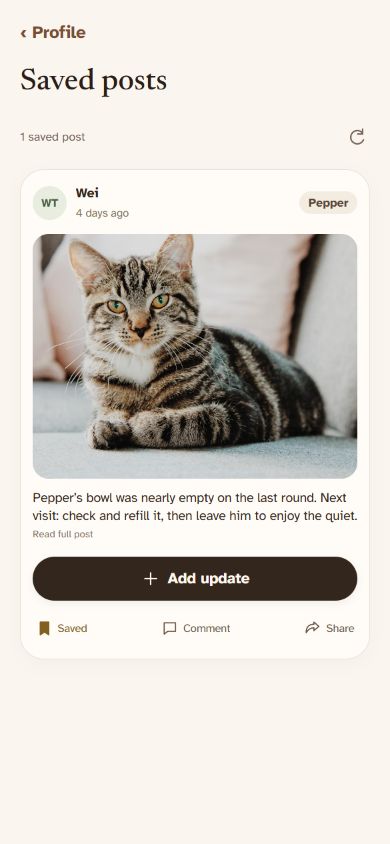 ‹ Profile
Saved posts
1 saved post
WT
Wei
4 days ago
Pepper
Pepper's bowl was nearly empty on the last round. Next
visit: check and refill it, then leave him to enjoy the quiet.
Read full post
+ Add update
Saved
Comment
Share